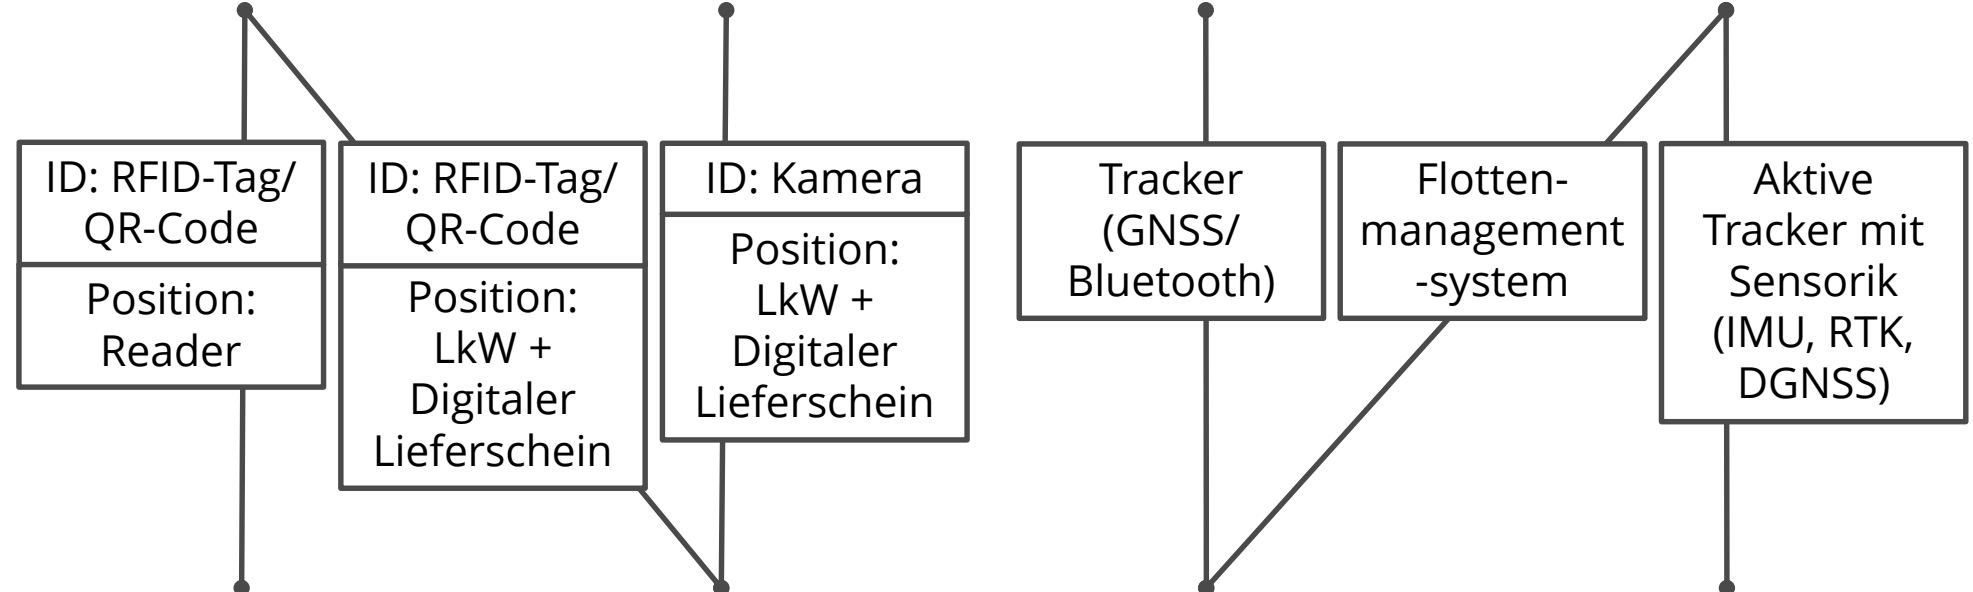 ID: RFID-Tag/
QR-Code
Position:
Reader
ID: RFID-Tag/
QR-Code
Position:
LkW +
Digitaler
Lieferschein
ID: Kamera
Position:
LkW +
Digitaler
Lieferschein
Tracker
(GNSS/
Bluetooth)
Flotten-
management
-system
Aktive
Tracker mit
Sensorik
(IMU, RTK,
DGNSS)